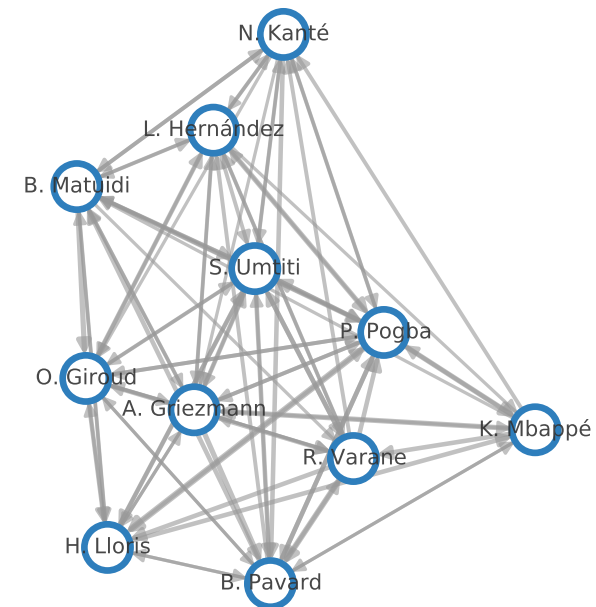 N. Kanté
L. Hernández
B. Matuidi
S. Umtiti
P. Pogba
O. Giroud
A. Griezmann
K. Mbappé
R. Varane
H. Lloris
B. Pavard